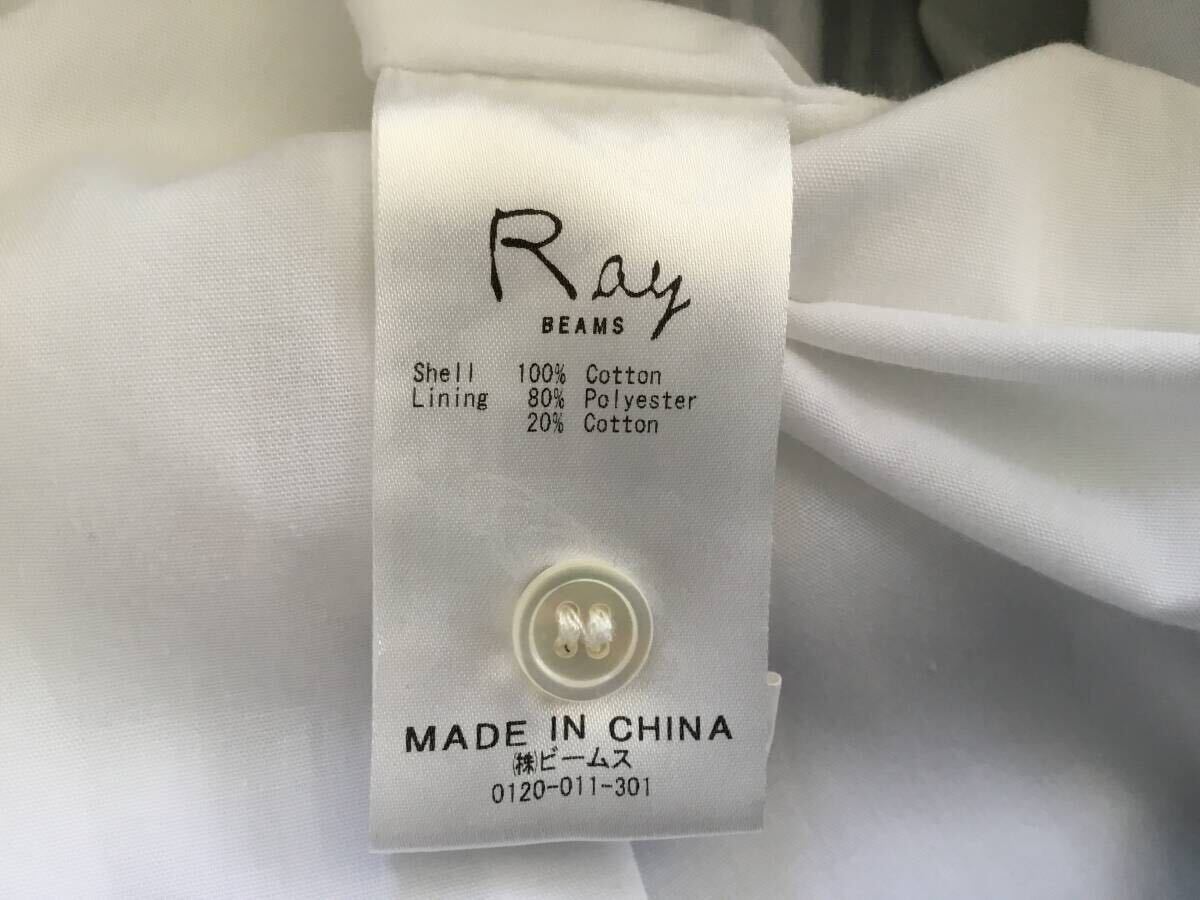 Ray
BEAMS
Shell 100% Cotton
Lining 80% Polyester
20% Cotton
MADE IN CHINA
㈱ビームス
0120-011-301